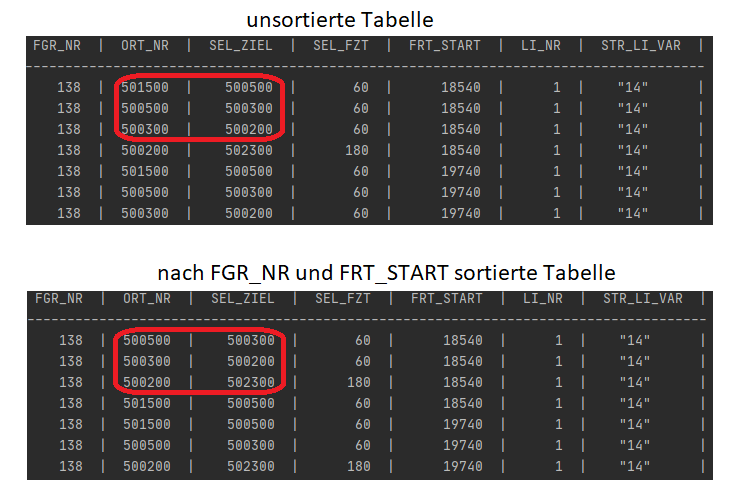 unsortierte Tabelle
FGR_NR | ORT_NR | SEL_ZIEL | SEL_FZT | FRT_START | LI_NR | STR_LI_VAR |
--------------------------------------------------------------------------------
138 | 501500 | 500500 | 60 | 18540 | 1 | "14" |
138 | 500500 | 500300 | 60 | 18540 | 1 | "14" |
138 | 500300 | 500200 | 60 | 18540 | 1 | "14" |
138 | 500200 | 502300 | 180 | 18540 | 1 | "14" |
138 | 501500 | 500500 | 60 | 19740 | 1 | "14" |
138 | 500500 | 500300 | 60 | 19740 | 1 | "14" |
138 | 500300 | 500200 | 60 | 19740 | 1 | "14" |
nach FGR_NR und FRT_START sortierte Tabelle
FGR_NR | ORT_NR | SEL_ZIEL | SEL_FZT | FRT_START | LI_NR | STR_LI_VAR |
--------------------------------------------------------------------------------
138 | 500500 | 500300 | 60 | 18540 | 1 | "14" |
138 | 500300 | 500200 | 60 | 18540 | 1 | "14" |
138 | 500200 | 502300 | 180 | 18540 | 1 | "14" |
138 | 501500 | 500500 | 60 | 18540 | 1 | "14" |
138 | 501500 | 500500 | 60 | 19740 | 1 | "14" |
138 | 500500 | 500300 | 60 | 19740 | 1 | "14" |
138 | 500200 | 502300 | 180 | 19740 | 1 | "14" |